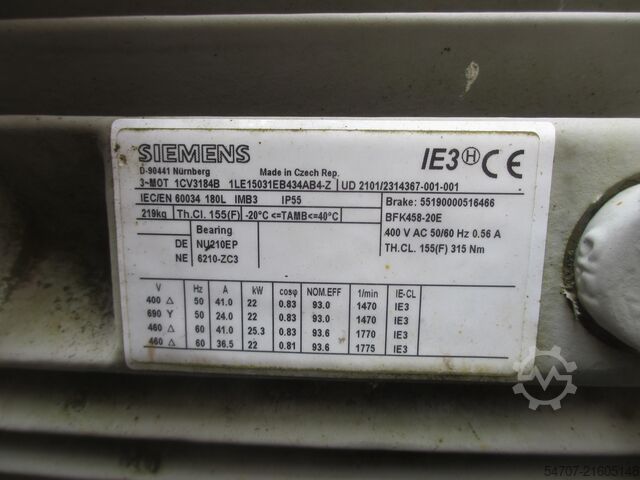 SIEMENS
IE3 H CE
D-90441 Nürnberg Made in Czech Rep.
3~MOT 1CV3184B 1LE15031EB434AB4-Z UD 2101/2314367-001-001
IEC/EN 60034 180L IMB3 IP55
219kg Th.Cl. 155(F) -20°C <=TAMB<=40°C
Brake: 55190000516466
BFK458-20E
400 V AC 50/60 Hz 0.56 A
TH.CL. 155(F) 315 Nm
Bearing
DE NU210EP
NE 6210-ZC3
V Hz A kW cosφ NOM.EFF 1/min IE-CL
400 Δ 50 41.0 22 0.83 93.0 1470 IE3
690 Y 50 24.0 22 0.83 93.0 1470 IE3
460 Δ 60 41.0 25.3 0.83 93.6 1770 IE3
460 Δ 60 36.5 22 0.81 93.6 1775 IE3
54707-21605148